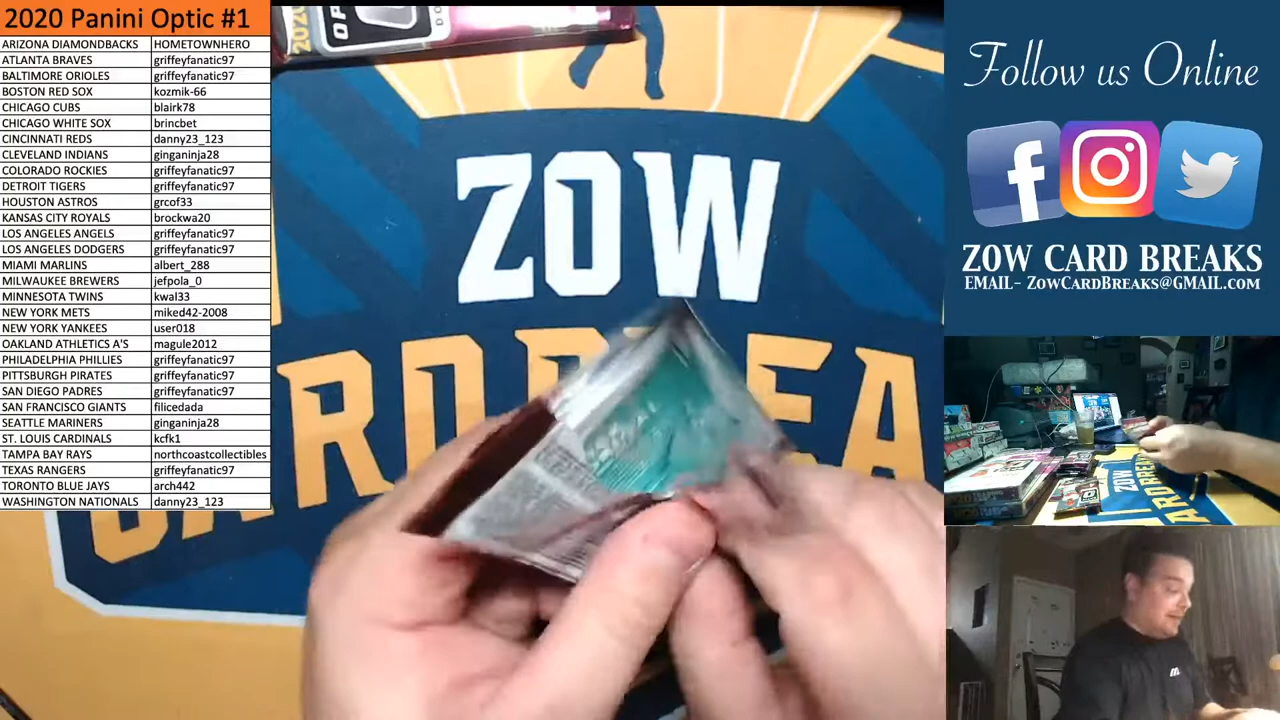 2020 Panini Optic #1
ARIZONA DIAMONDBACKS HOMETOWNHERO
ATLANTA BRAVES griffeyfanatic97
BALTIMORE ORIOLES griffeyfanatic97
BOSTON RED SOX kozmik-66
CHICAGO CUBS blairk78
CHICAGO WHITE SOX brincbet
CINCINNATI REDS danny23_123
CLEVELAND INDIANS ginganinja28
COLORADO ROCKIES griffeyfanatic97
DETROIT TIGERS griffeyfanatic97
HOUSTON ASTROS grcof33
KANSAS CITY ROYALS brockwa20
LOS ANGELES ANGELS griffeyfanatic97
LOS ANGELES DODGERS griffeyfanatic97
MIAMI MARLINS albert_288
MILWAUKEE BREWERS jefpola_0
MINNESOTA TWINS kwal33
NEW YORK METS miked42-2008
NEW YORK YANKEES user018
OAKLAND ATHLETICS A'S magule2012
PHILADELPHIA PHILLIES griffeyfanatic97
PITTSBURGH PIRATES griffeyfanatic97
SAN DIEGO PADRES griffeyfanatic97
SAN FRANCISCO GIANTS filicedada
SEATTLE MARINERS ginganinja28
ST. LOUIS CARDINALS kcfk1
TAMPA BAY RAYS northcoastcollectibles
TEXAS RANGERS griffeyfanatic97
TORONTO BLUE JAYS arch442
WASHINGTON NATIONALS danny23_123
ZOW
Follow us Online
ZOW CARD BREAKS
EMAIL- ZOWCARDBREAKS@GMAIL.COM
ZOW